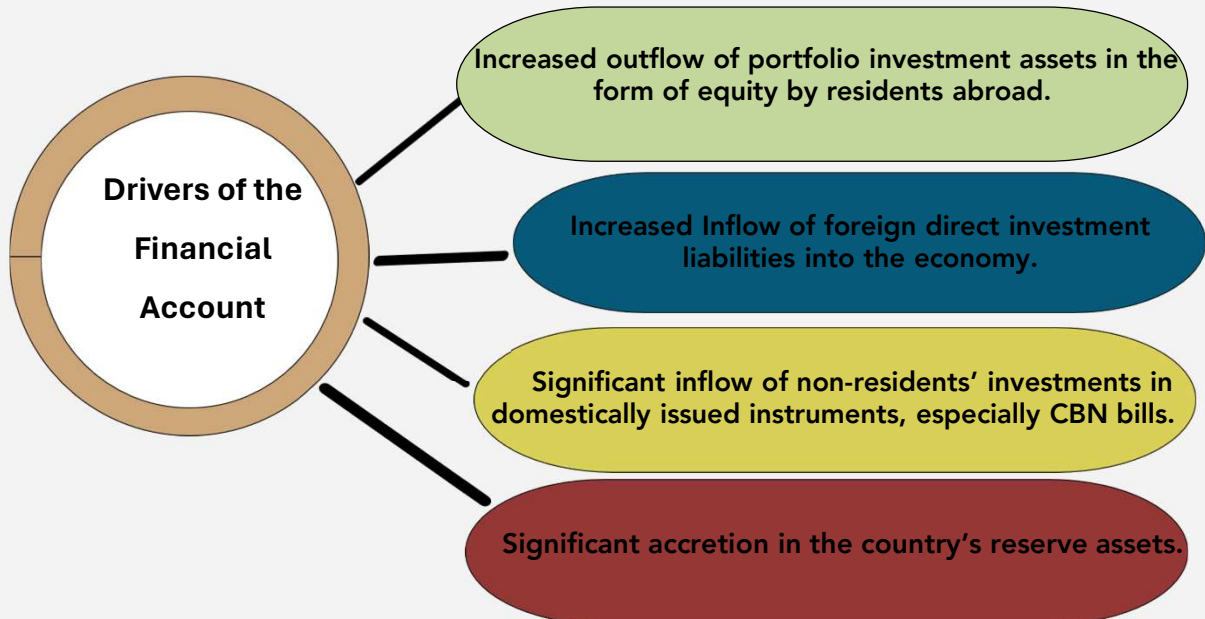 Drivers of the
Financial
Account
Increased outflow of portfolio investment assets in the
form of equity by residents abroad.
Increased Inflow of foreign direct investment
liabilities into the economy.
Significant inflow of non-residents’ investments in
domestically issued instruments, especially CBN bills.
Significant accretion in the country’s reserve assets.